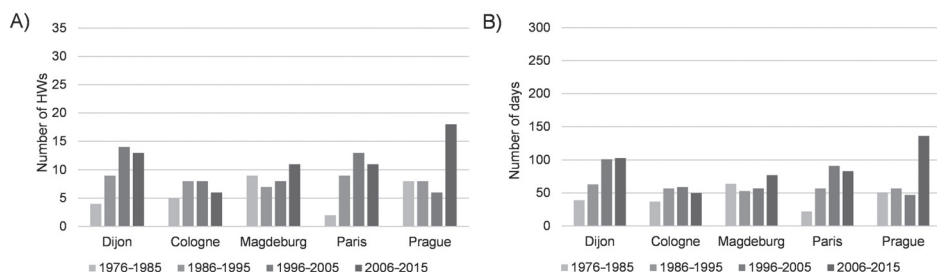 A)
Number of HWs
35
30
25
20
15
10
5
0
Dijon Cologne Magdeburg Paris Prague
1976–1985 1986–1995 1996–2005 2006–2015
B)
Number of days
300
250
200
150
100
50
0
Dijon Cologne Magdeburg Paris Prague
1976–1985 1986–1995 1996–2005 2006–2015